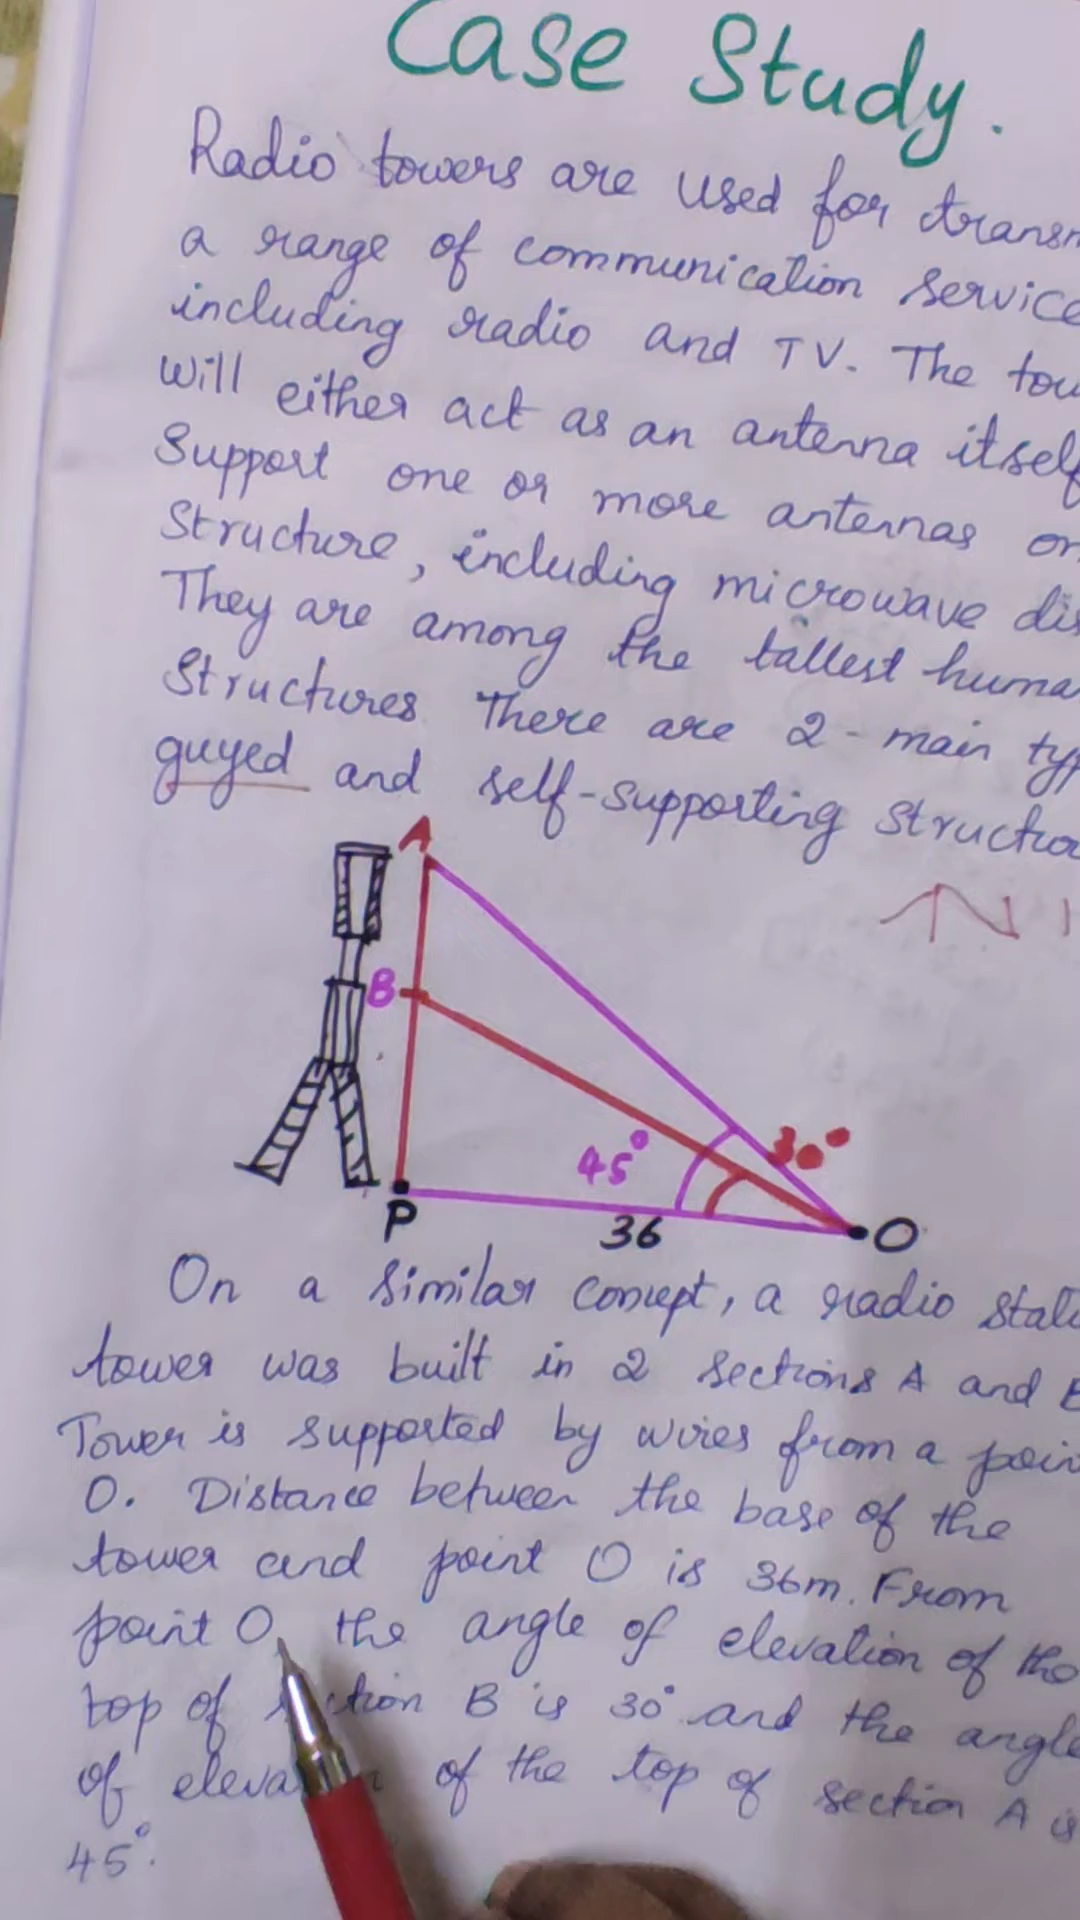 Case Study.
Radio towers are used for
a range of communication
including radio and TV. The
will either act as an antenna itself
Support one or more antennas
Structure, including microwave
They are among the tallest
Structures There are 2 - main
guyed and self-supporting
A
B
45°
30°
P
36
O
On a similar concept, a radio
tower was built in 2 sections A and
Tower is supported by wires from a
O. Distance between the base of the
tower and point O is 36m. From
point O, the angle of elevation of the
top of B is 30° and the angle
of of the top of section A is
45°.